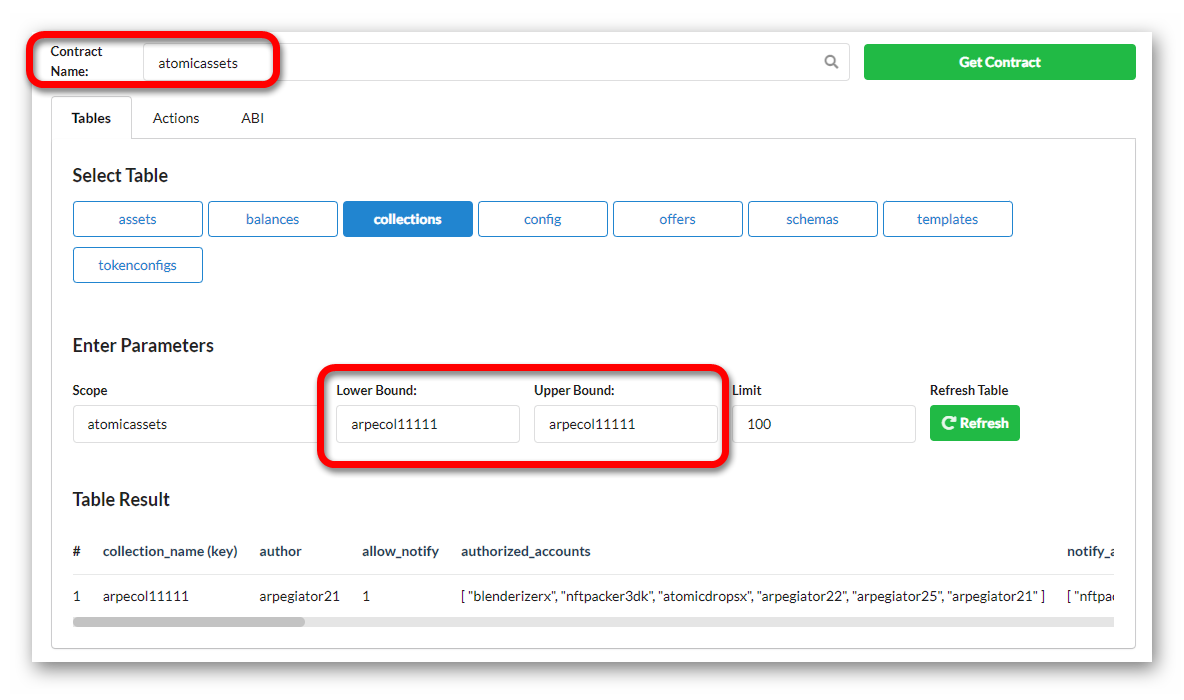 Contract Name: atomicassets Get Contract
Tables Actions ABI
Select Table
assets balances collections config offers schemas templates
tokenconfigs
Enter Parameters
Scope Lower Bound: Upper Bound: Limit Refresh Table
atomicassets arpecol11111 arpecol11111 100 Refresh
Table Result
# collection_name (key) author allow_notify authorized_accounts notify_a
1 arpecol11111 arpegiator21 1 [ "blenderizerx", "nftpacker3dk", "atomicdropsx", "arpegiator22", "arpegiator25", "arpegiator21" ] [ "nftpac